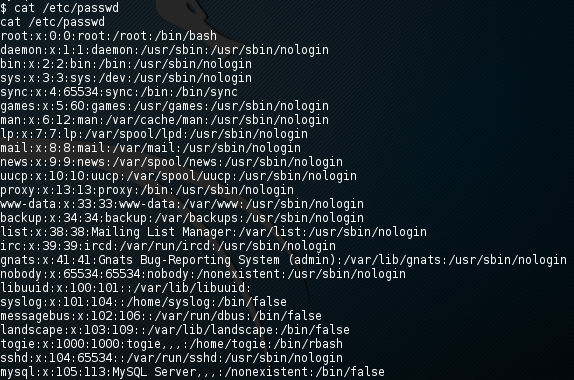 $ cat /etc/passwd
cat /etc/passwd
root:x:0:0:root:/root:/bin/bash
daemon:x:1:1:daemon:/usr/sbin:/usr/sbin/nologin
bin:x:2:2:bin:/bin:/usr/sbin/nologin
sys:x:3:3:sys:/dev:/usr/sbin/nologin
sync:x:4:65534:sync:/bin:/bin/sync
games:x:5:60:games:/usr/games:/usr/sbin/nologin
man:x:6:12:man:/var/cache/man:/usr/sbin/nologin
lp:x:7:7:lp:/var/spool/lpd:/usr/sbin/nologin
mail:x:8:8:mail:/var/mail:/usr/sbin/nologin
news:x:9:9:news:/var/spool/news:/usr/sbin/nologin
uucp:x:10:10:uucp:/var/spool/uucp:/usr/sbin/nologin
proxy:x:13:13:proxy:/bin:/usr/sbin/nologin
www-data:x:33:33:www-data:/var/www:/usr/sbin/nologin
backup:x:34:34:backup:/var/backups:/usr/sbin/nologin
list:x:38:38:Mailing List Manager:/var/list:/usr/sbin/nologin
irc:x:39:39:ircd:/var/run/ircd:/usr/sbin/nologin
gnats:x:41:41:Gnats Bug-Reporting System (admin):/var/lib/gnats:/usr/sbin/nologin
nobody:x:65534:65534:nobody:/nonexistent:/usr/sbin/nologin
libuuid:x:100:101::/var/lib/libuuid:
syslog:x:101:104::/home/syslog:/bin/false
messagebus:x:102:106::/var/run/dbus:/bin/false
landscape:x:103:109::/var/lib/landscape:/bin/false
togie:x:1000:1000:togie,,,:/home/togie:/bin/rbash
sshd:x:104:65534::/var/run/sshd:/usr/sbin/nologin
mysql:x:105:113:MySQL Server,,,:/nonexistent:/bin/false